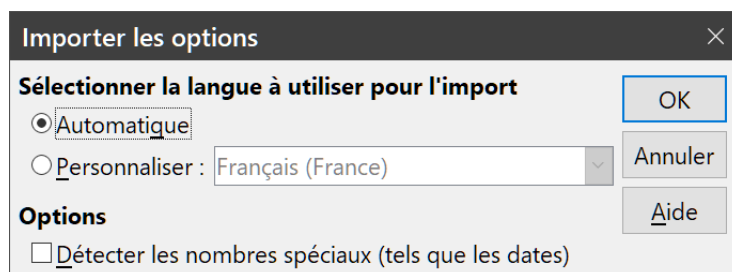 Importer les options
Sélectionner la langue à utiliser pour l'import
OK
Automatique
Annuler
Personnaliser : Français (France)
Aide
Options
Détecter les nombres spéciaux (tels que les dates)